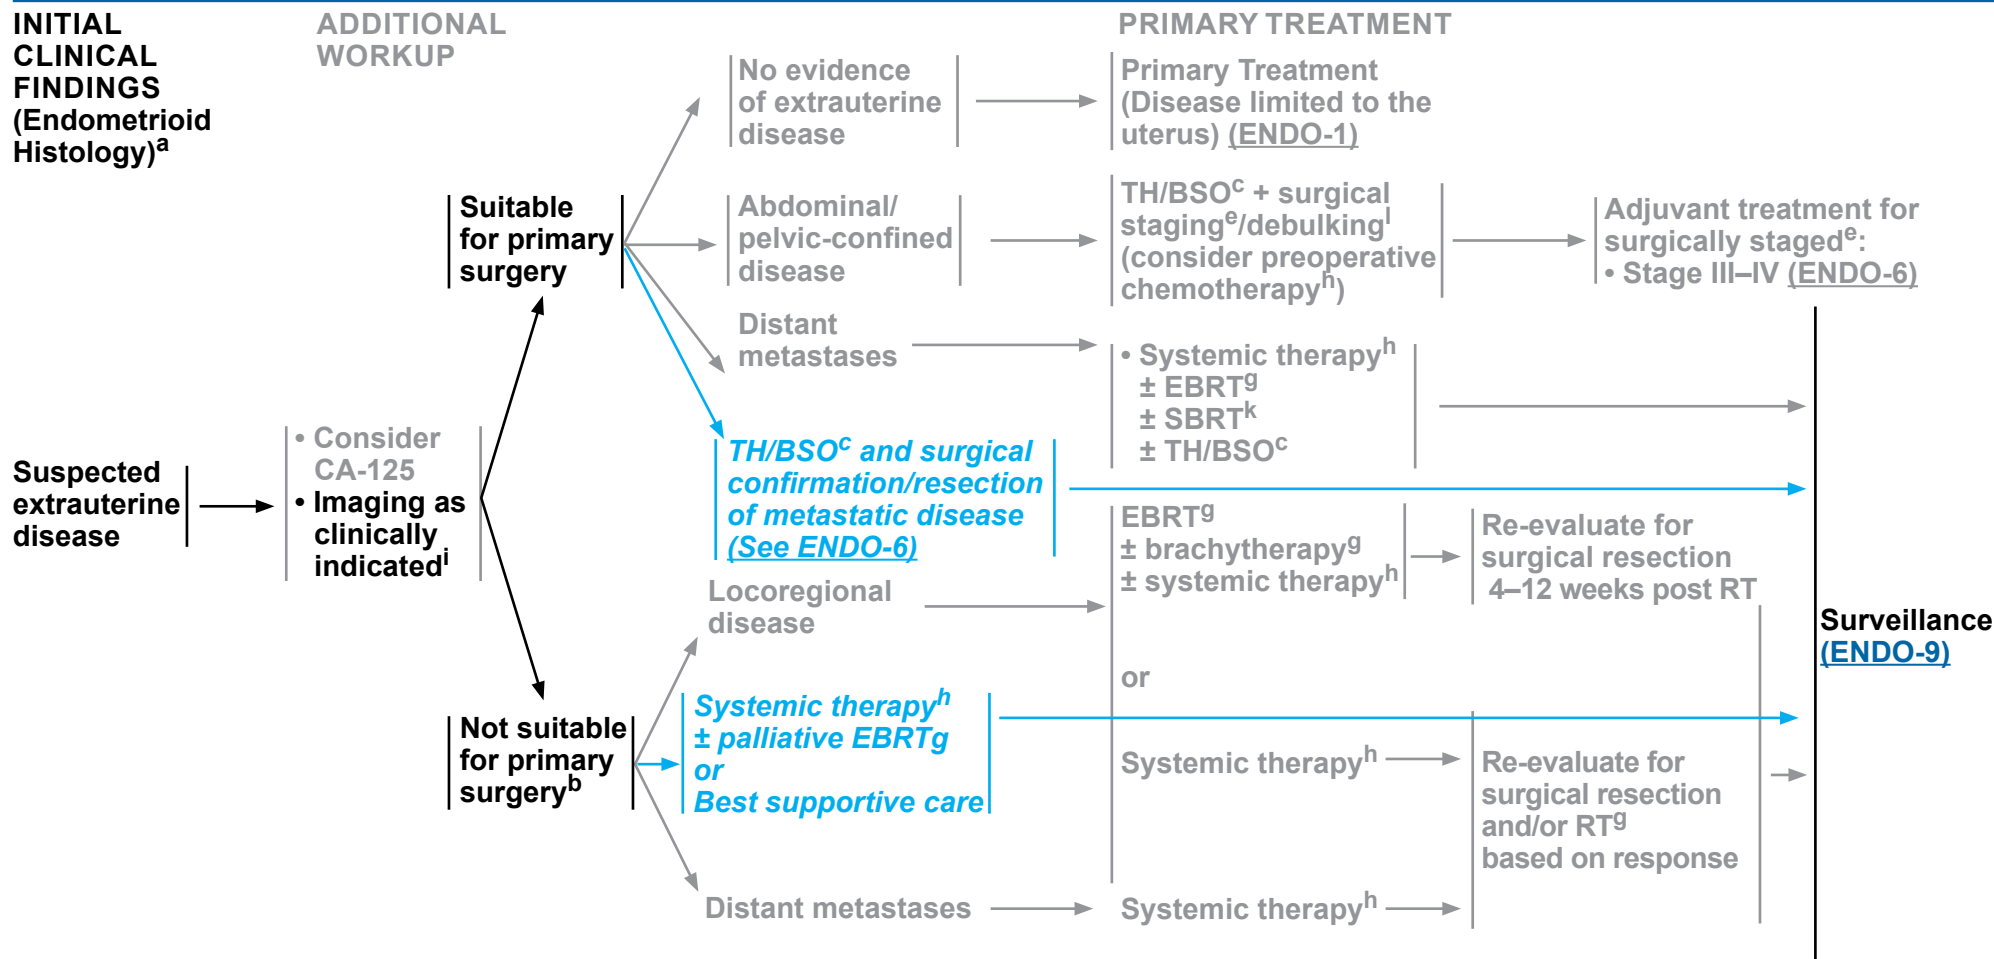 INITIAL
CLINICAL
FINDINGS
(Endometrioid
Histology)a
ADDITIONAL
WORKUP
PRIMARY TREATMENT
No evidence
of extrauterine
disease
Primary Treatment
(Disease limited to the
uterus) (ENDO-1)
Suitable
for primary
surgery
Abdominal/
pelvic-confined
disease
TH/BSOc + surgical
staginge/debulkingl
(consider preoperative
chemotherapyh)
Adjuvant treatment for
surgically stagede:
• Stage III–IV (ENDO-6)
Distant
metastases
• Systemic therapyh
± EBRTg
± SBRTk
± TH/BSOc
Suspected
extrauterine
disease
• Consider
CA-125
• Imaging as
clinically
indicatedi
TH/BSOc and surgical
confirmation/resection
of metastatic disease
(See ENDO-6)
EBRTg
± brachytherapyg
± systemic therapyh
Re-evaluate for
surgical resection
4–12 weeks post RT
Locoregional
disease
Surveillance
(ENDO-9)
or
Not suitable
for primary
surgeryb
Systemic therapyh
± palliative EBRTg
or
Best supportive care
Systemic therapyh
Re-evaluate for
surgical resection
and/or RTg
based on response
Distant metastases
Systemic therapyh